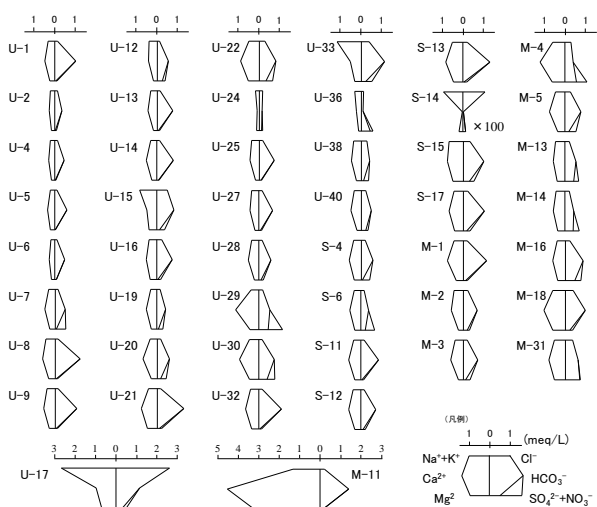 1 0 1
1 0 1
1 0 1
1 0 1
1 0 1
1 0 1
U-1
U-2
U-4
U-5
U-6
U-7
U-8
U-9
U-12
U-13
U-14
U-15
U-16
U-19
U-20
U-21
U-22
U-24
U-25
U-27
U-28
U-29
U-30
U-32
U-33
U-36
U-38
U-40
S-4
S-6
S-11
S-12
S-13
S-14
×100
S-15
S-17
M-1
M-2
M-3
M-4
M-5
M-13
M-14
M-16
M-18
M-31
3 2 1 0 1 2 3
U-17
5 4 3 2 1 0 1 2 3
M-11
(凡例)
1 0 1 (meq/L)
Na⁺+K⁺ Cl⁻
Ca²⁺ HCO₃⁻
Mg² SO₄²⁻+NO₃⁻